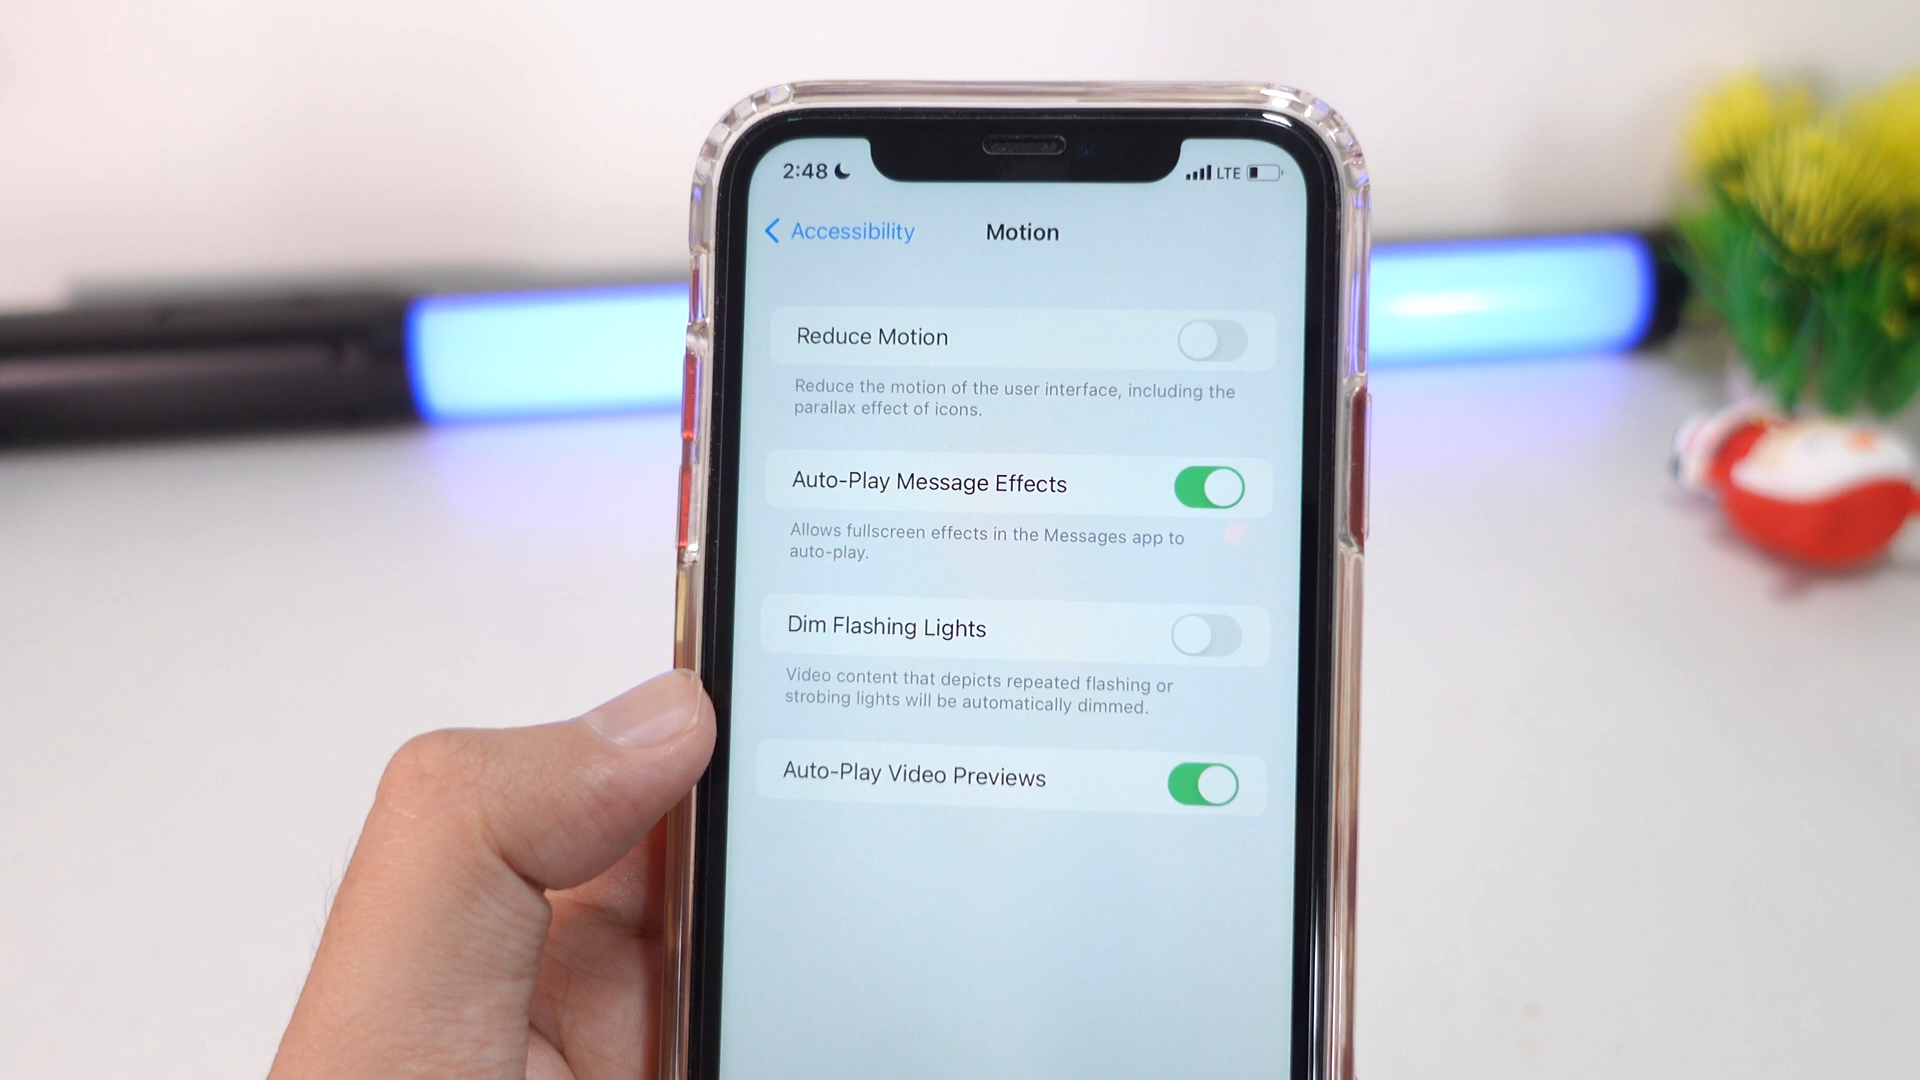 2:48
LTE
Accessibility
Motion
Reduce Motion
Reduce the motion of the user interface, including the
parallax effect of icons.
Auto-Play Message Effects
Allows fullscreen effects in the Messages app to
auto-play.
Dim Flashing Lights
Video content that depicts repeated flashing or
strobing lights will be automatically dimmed.
Auto-Play Video Previews